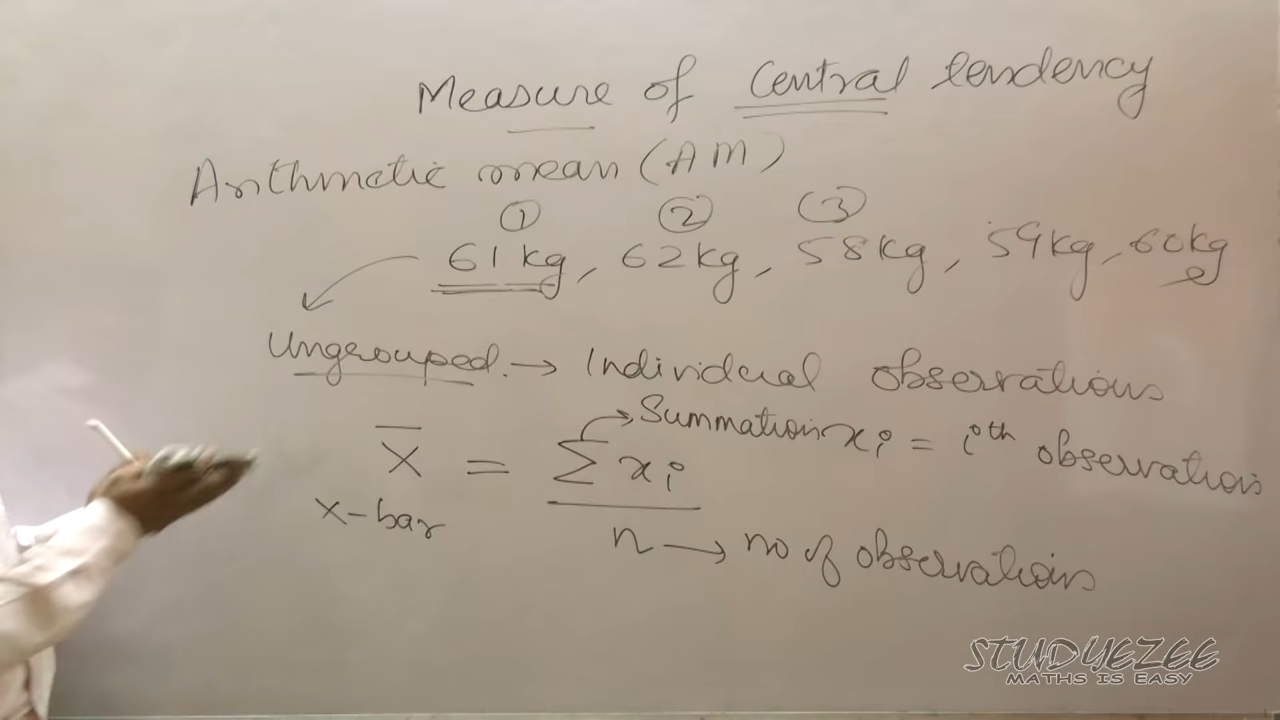 Measure of Central tendency
Arithmetic mean (AM)
① ② ③
61 kg, 62 kg, 58 kg, 59 kg, 60 kg
Ungrouped. → Individual observations
→ Summation xi = ith observation
X̄ = Σ xi
X-bar
n → no of observations
STUDYEZEE
MATHS IS EASY